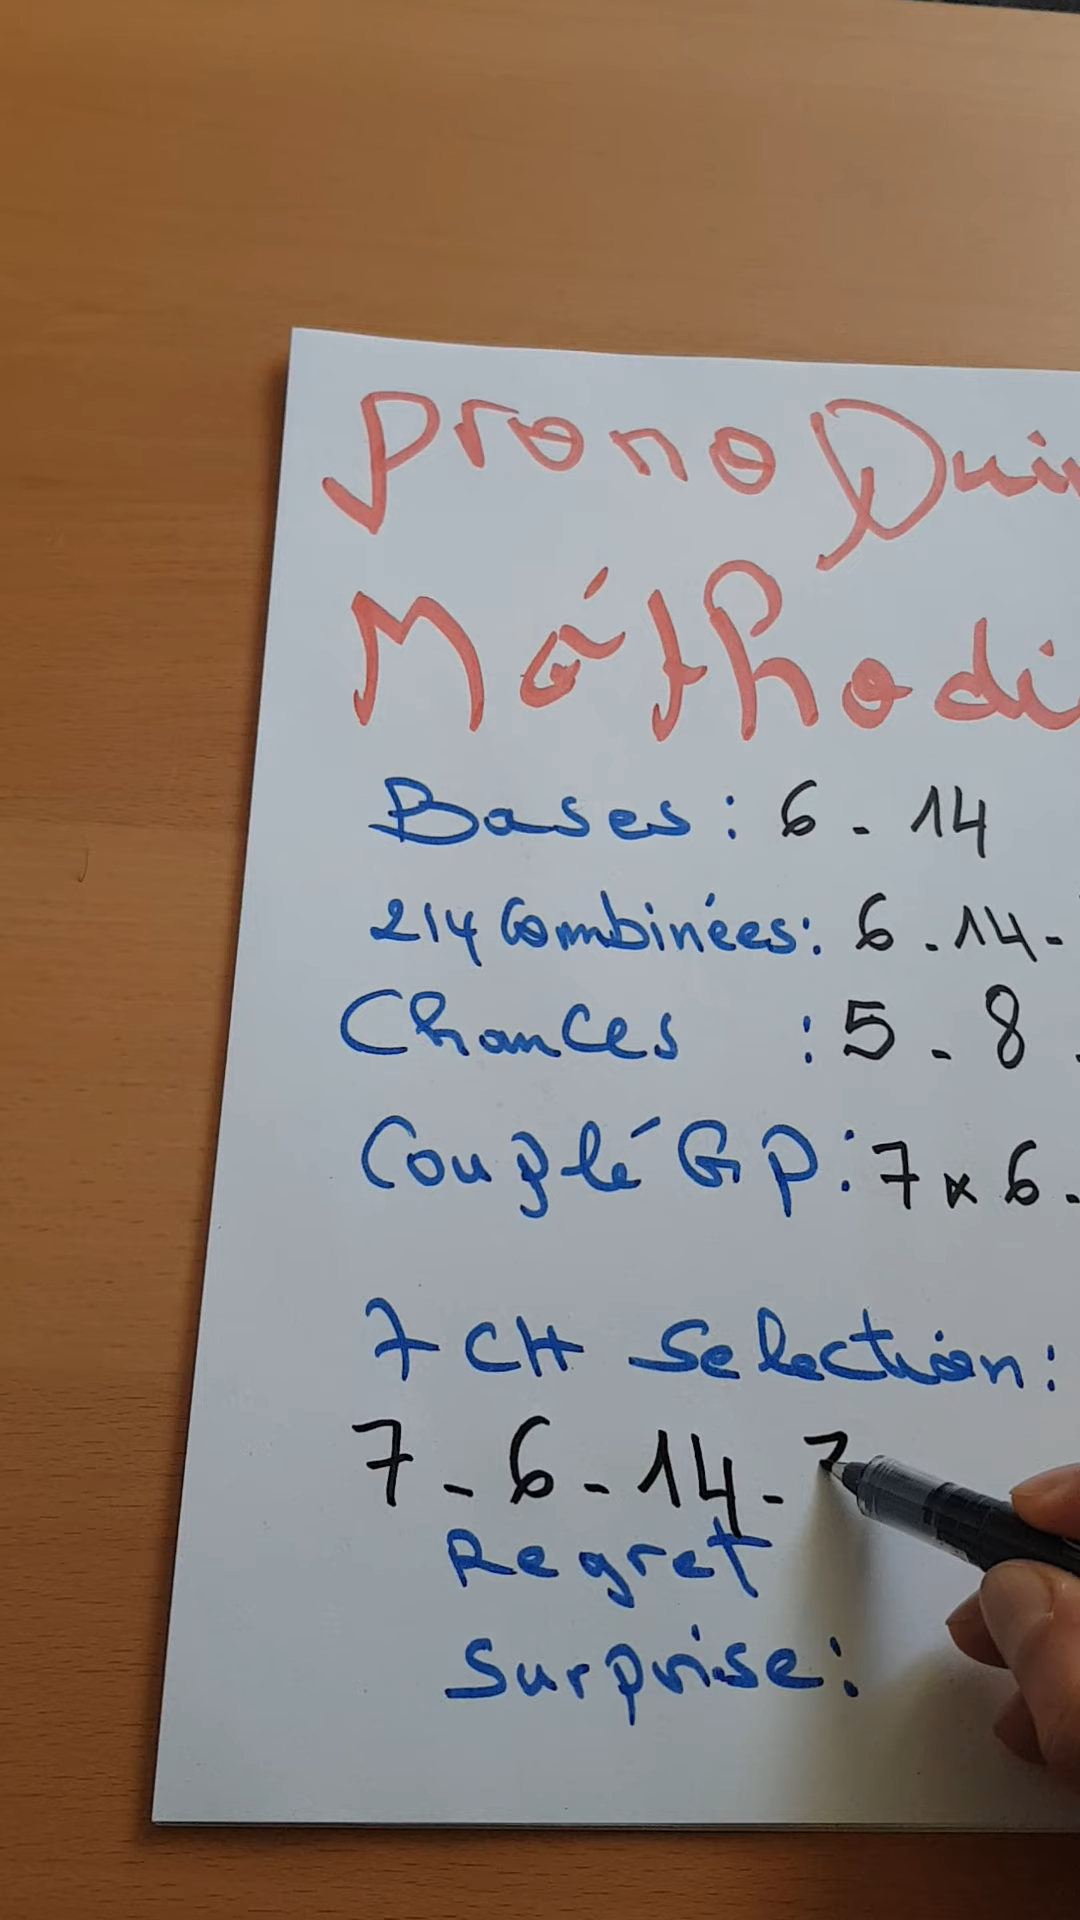 Prono Quin
Méthodi
Bases: 6 - 14
2/4 Combinées: 6 - 14 -
Chances : 5 - 8 -
Couplé GP: 7 x 6 -
7 CH Selection:
7 - 6 - 14 -
Regret
Surprise: